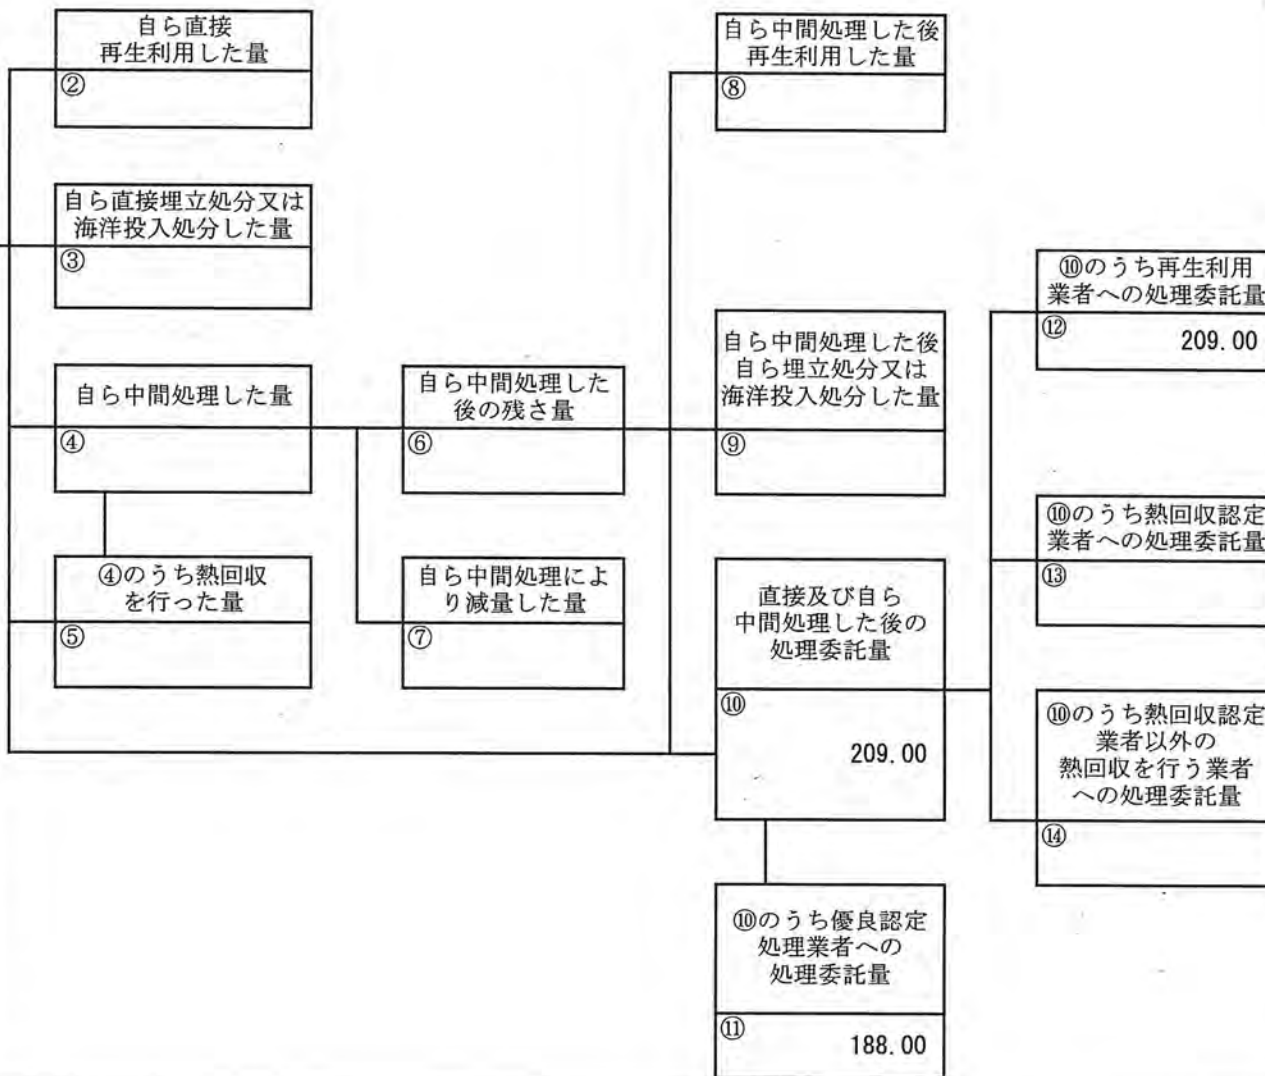 自ら直接
再生利用した量
②
自ら直接埋立処分又は
海洋投入処分した量
③
自ら中間処理した量
④
④のうち熱回収
を行った量
⑤
自ら中間処理した
後の残さ量
⑥
自ら中間処理によ
り減量した量
⑦
自ら中間処理した後
再生利用した量
⑧
自ら中間処理した後
自ら埋立処分又は
海洋投入処分した量
⑨
直接及び自ら
中間処理した後の
処理委託量
⑩
209.00
⑩のうち優良認定
処理業者への
処理委託量
⑪
188.00
⑩のうち再生利用
業者への処理委託量
⑫
209.00
⑩のうち熱回収認定
業者への処理委託量
⑬
⑩のうち熱回収認定
業者以外の
熱回収を行う業者
への処理委託量
⑭